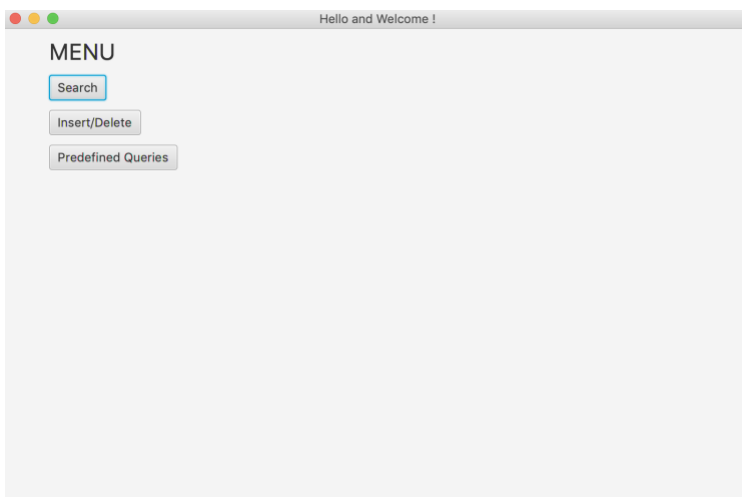 Hello and Welcome !
MENU
Search
Insert/Delete
Predefined Queries